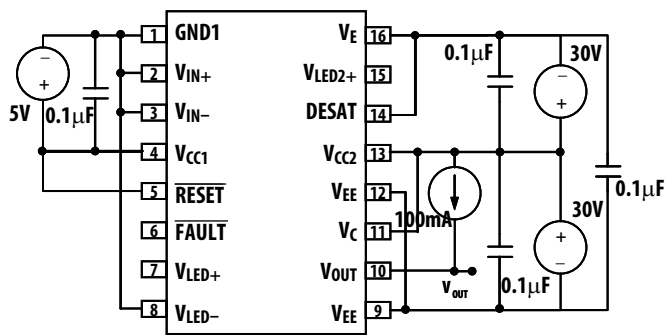 1 GND1
2 VIN+
3 VIN−
4 VCC1
5 RESET
6 FAULT
7 VLED+
8 VLED−
VE 16
VLED2+ 15
DESAT 14
VCC2 13
VEE 12
VC 11
VOUT 10
VEE 9
5V
0.1μF
−
+
0.1μF
30V
−
+
0.1μF
100mA
30V
+
−
0.1μF
VOUT